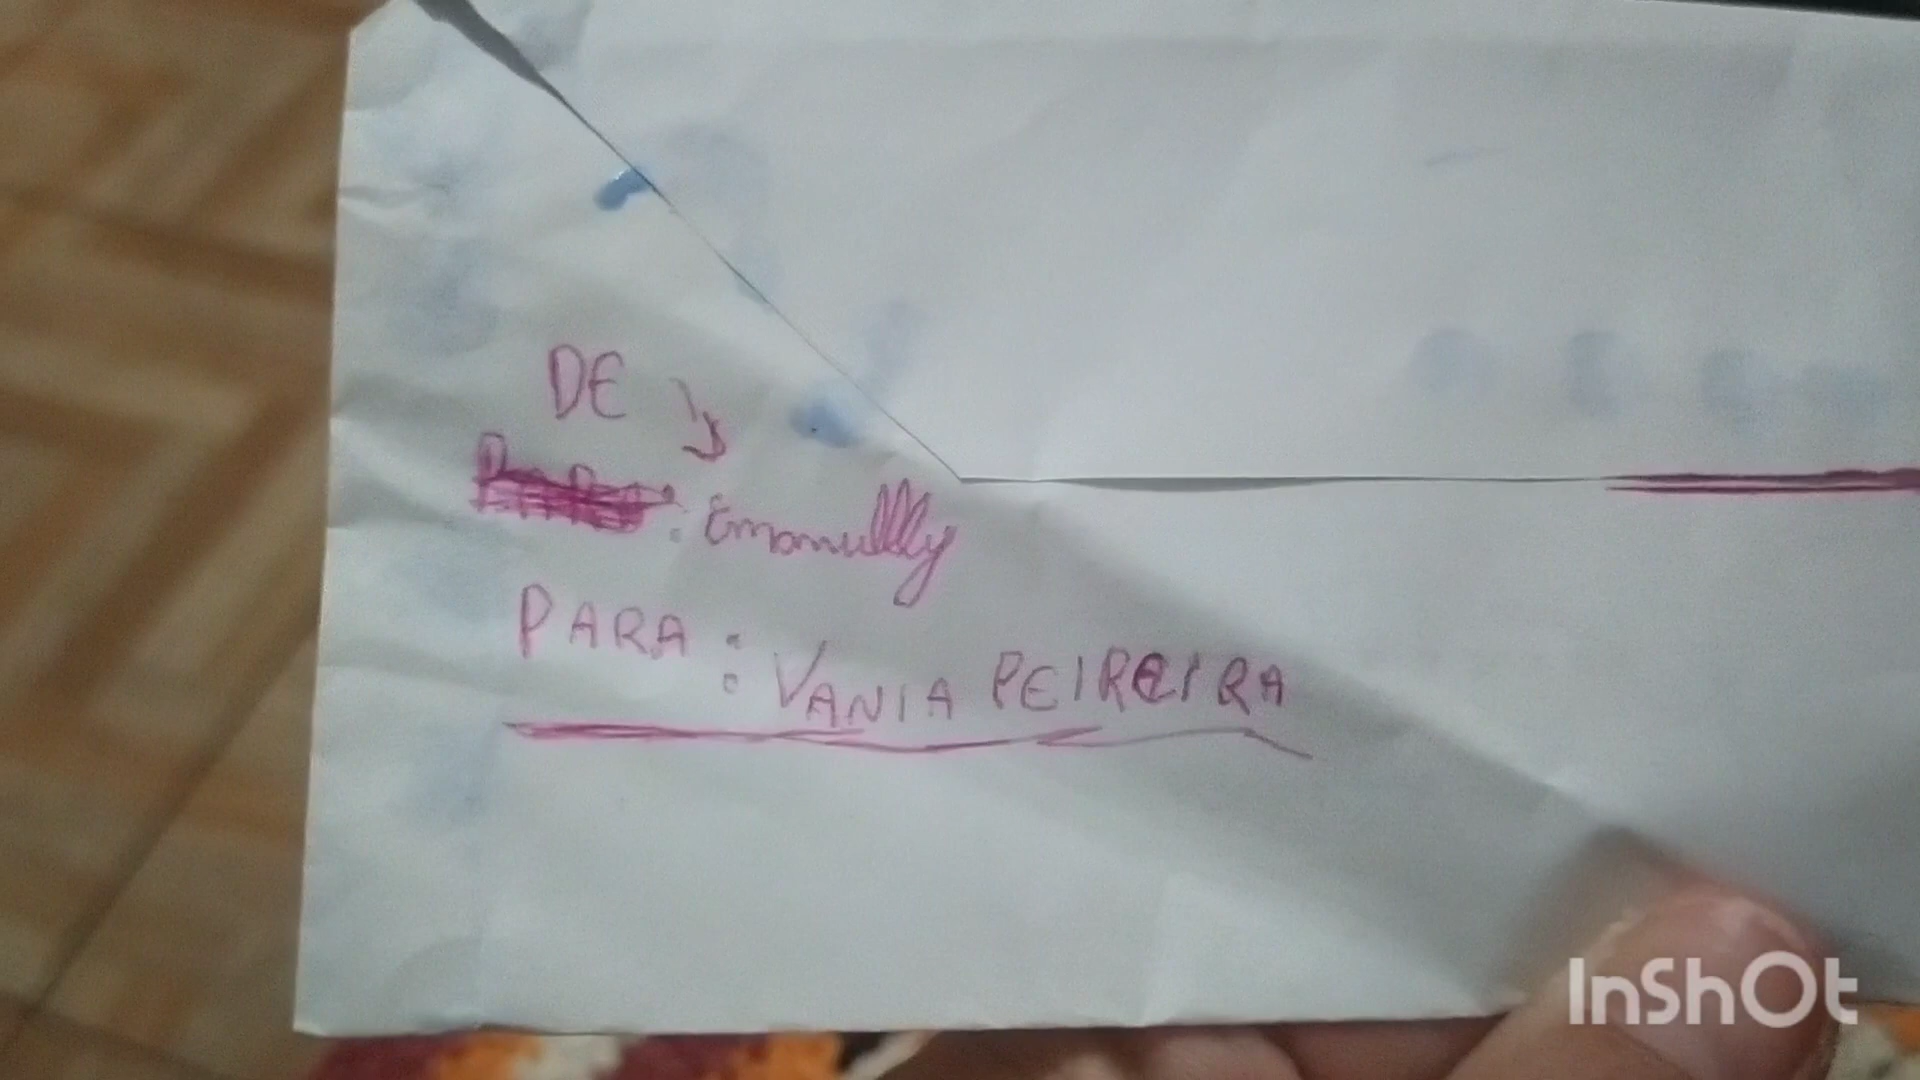 DE
: Emanuelly
PARA : VANIA PEIREIRA
InShOt